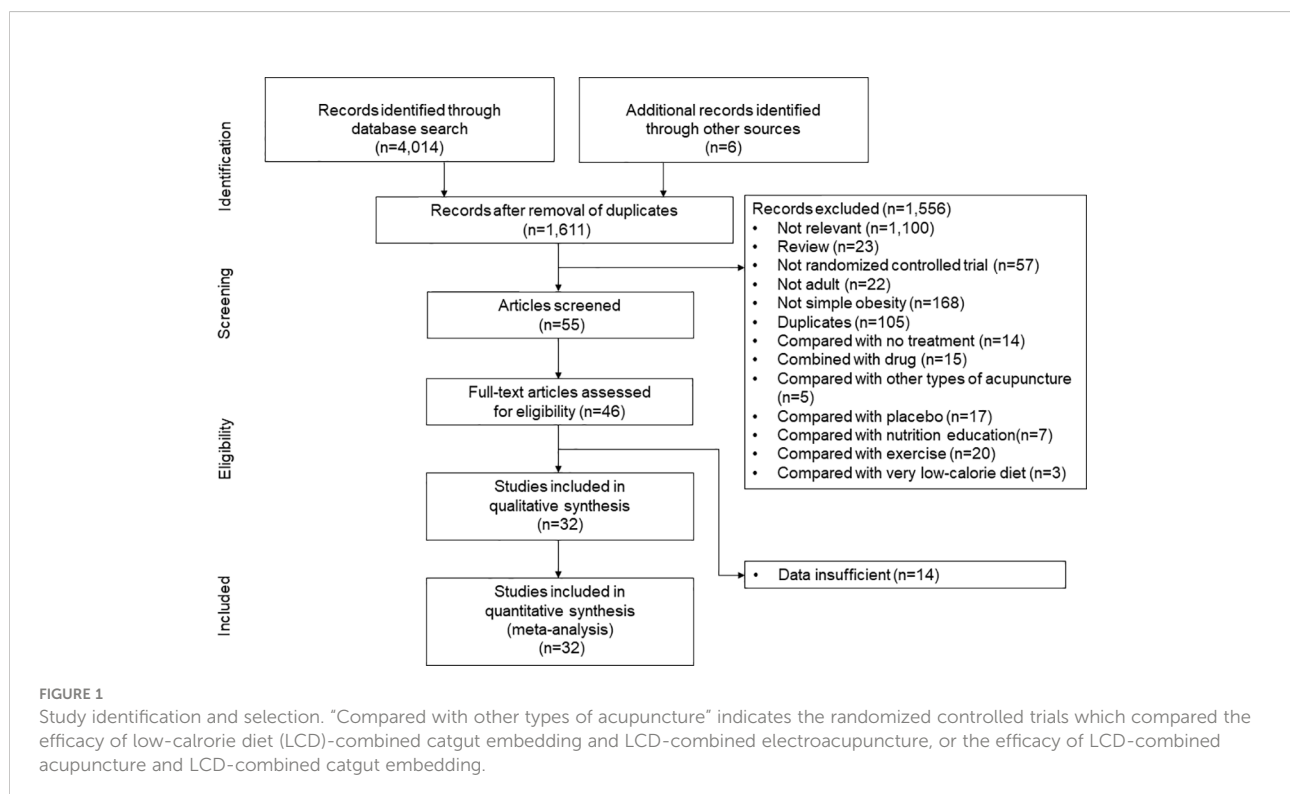 Identification
Records identified through
database search
(n=4,014)
Additional records identified
through other sources
(n=6)
Records after removal of duplicates
(n=1,611)
Records excluded (n=1,556)
• Not relevant (n=1,100)
• Review (n=23)
• Not randomized controlled trial (n=57)
• Not adult (n=22)
• Not simple obesity (n=168)
• Duplicates (n=105)
• Compared with no treatment (n=14)
• Combined with drug (n=15)
• Compared with other types of acupuncture
(n=5)
• Compared with placebo (n=17)
• Compared with nutrition education(n=7)
• Compared with exercise (n=20)
• Compared with very low-calorie diet (n=3)
Screening
Articles screened
(n=55)
Full-text articles assessed
for eligibility (n=46)
Eligibility
Studies included in
qualitative synthesis
(n=32)
• Data insufficient (n=14)
Included
Studies included in
quantitative synthesis
(meta-analysis)
(n=32)
FIGURE 1
Study identification and selection. "Compared with other types of acupuncture" indicates the randomized controlled trials which compared the
efficacy of low-calrorie diet (LCD)-combined catgut embedding and LCD-combined electroacupuncture, or the efficacy of LCD-combined
acupuncture and LCD-combined catgut embedding.